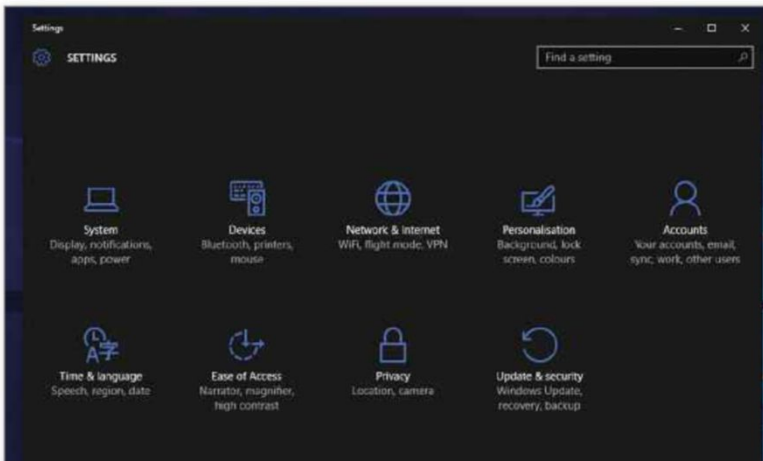 Settings
SETTINGS
Find a setting
System
Display, notifications,
apps, power
Devices
Bluetooth, printers,
mouse
Network & Internet
WiFi, flight mode, VPN
Personalisation
Background, lock
screen, colours
Accounts
Your accounts, email,
sync, work, other users
A字
Time & language
Speech, region, date
Ease of Access
Narrator, magnifier,
high contrast
Privacy
Location, camera
Update & security
Windows Update,
recovery, backup